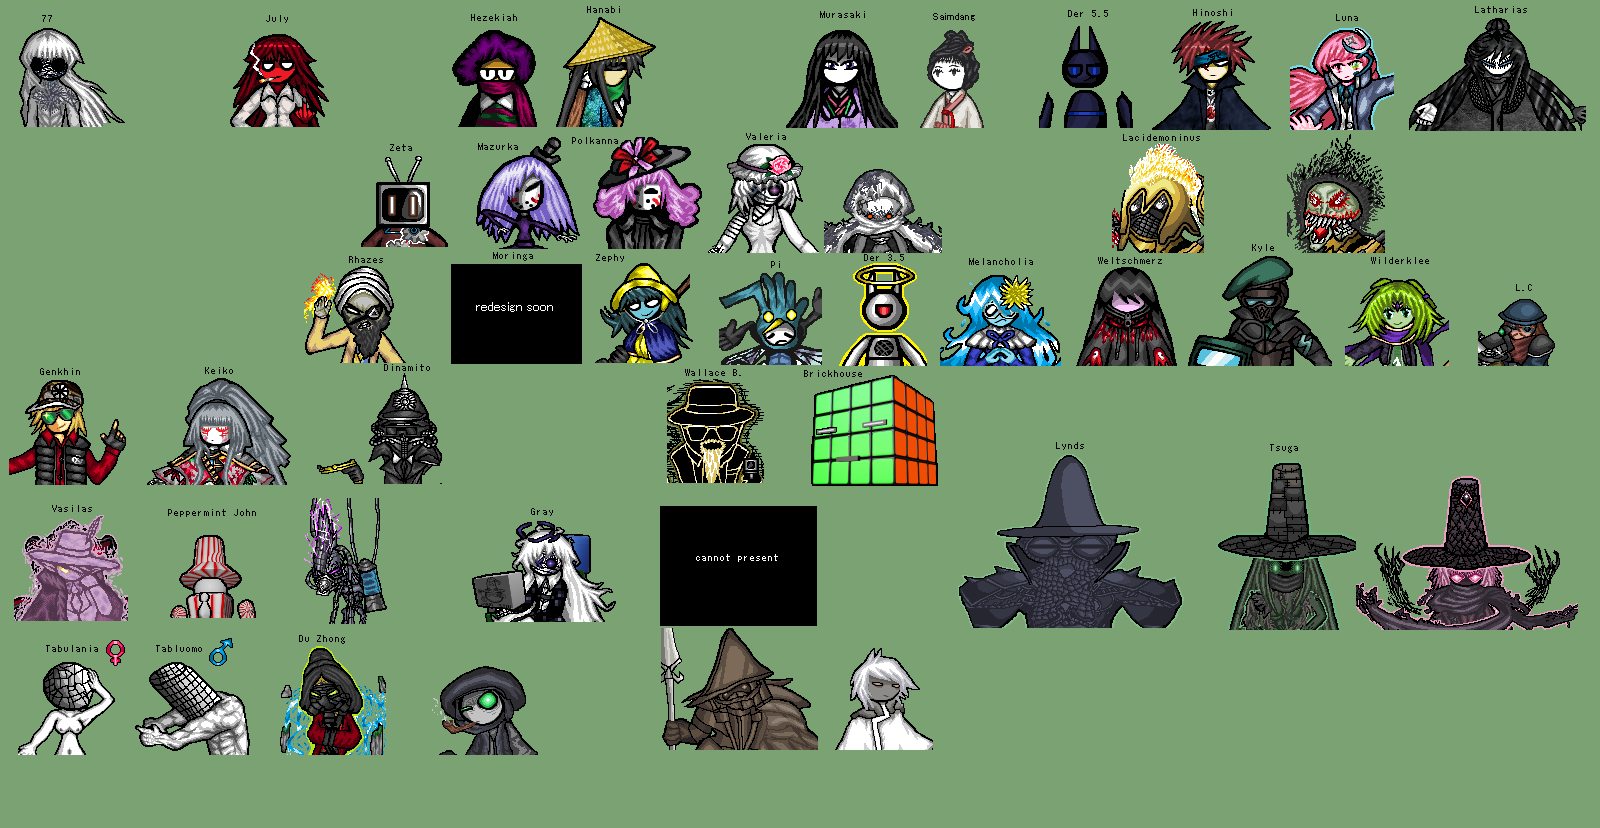 77
July
Hezekiah
Hanabi
Murasaki
Saimdang
Der 5.5
Hinoshi
Luna
Latharias
Zeta
Mazurka
Polkanna
Valeria
Lacidemoninus
Rhazes
Moringa
redesign soon
Zephy
Pi
Der 3.5
Melancholia
Weltschmerz
Kyle
Wilderklee
L.C
Genkhin
Keiko
Dinamito
Wallace B.
Brickhouse
Lynds
Tsuga
Vasilas
Peppermint John
Gray
cannot present
Tabulania
Tabluomo
Du Zhong